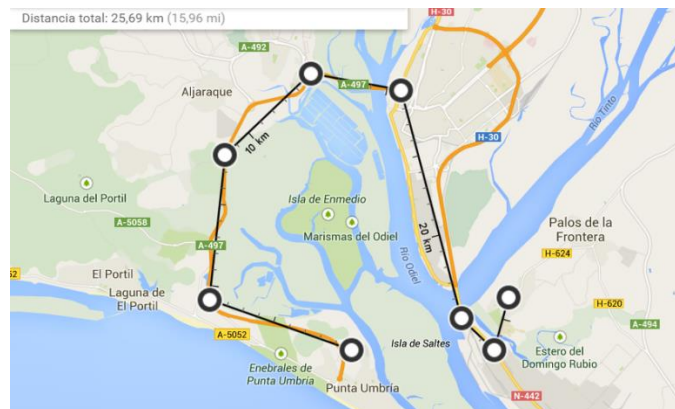 Distancia total: 25,69 km (15,96 mi)
H-30
A-492
A-497
Aljaraque
10 km
H-30
Río Tinto
Laguna del Portil
Isla de Enmedio
Marismas del Odiel
A-5058
A-497
20 km
Río Odiel
Palos de la
Frontera
H-624
El Portil
Laguna de
El Portil
H-620
A-494
A-5052
Isla de Saltes
Estero del
Domingo Rubio
Enebrales de
Punta Umbría
Punta Umbría
N-442